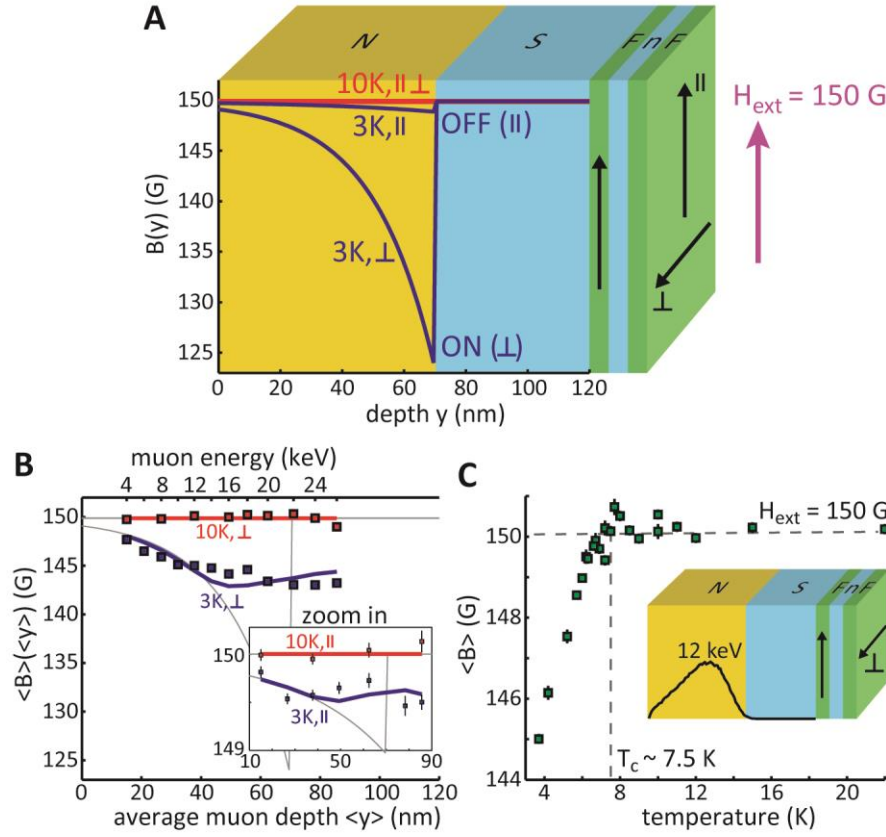 A
N S F n F
10K,||⊥
3K,||
OFF (||)
3K,⊥
ON (⊥)
||
⊥
H_ext = 150 G
B(y) (G)
150
145
140
135
130
125
0 20 40 60 80 100 120
depth y (nm)
B
muon energy (keV)
4 8 12 18 24
10K,⊥
3K,⊥
zoom in
10K,||
3K,||
150
149
10 50 90
<B>(<y>) (G)
150
145
140
135
130
125
0 20 40 60 80 100 120
average muon depth <y> (nm)
C
H_ext = 150 G
N S F n F
12 keV
⊥
T_c ~ 7.5 K
<B> (G)
150
148
146
144
4 8 12 16 20
temperature (K)